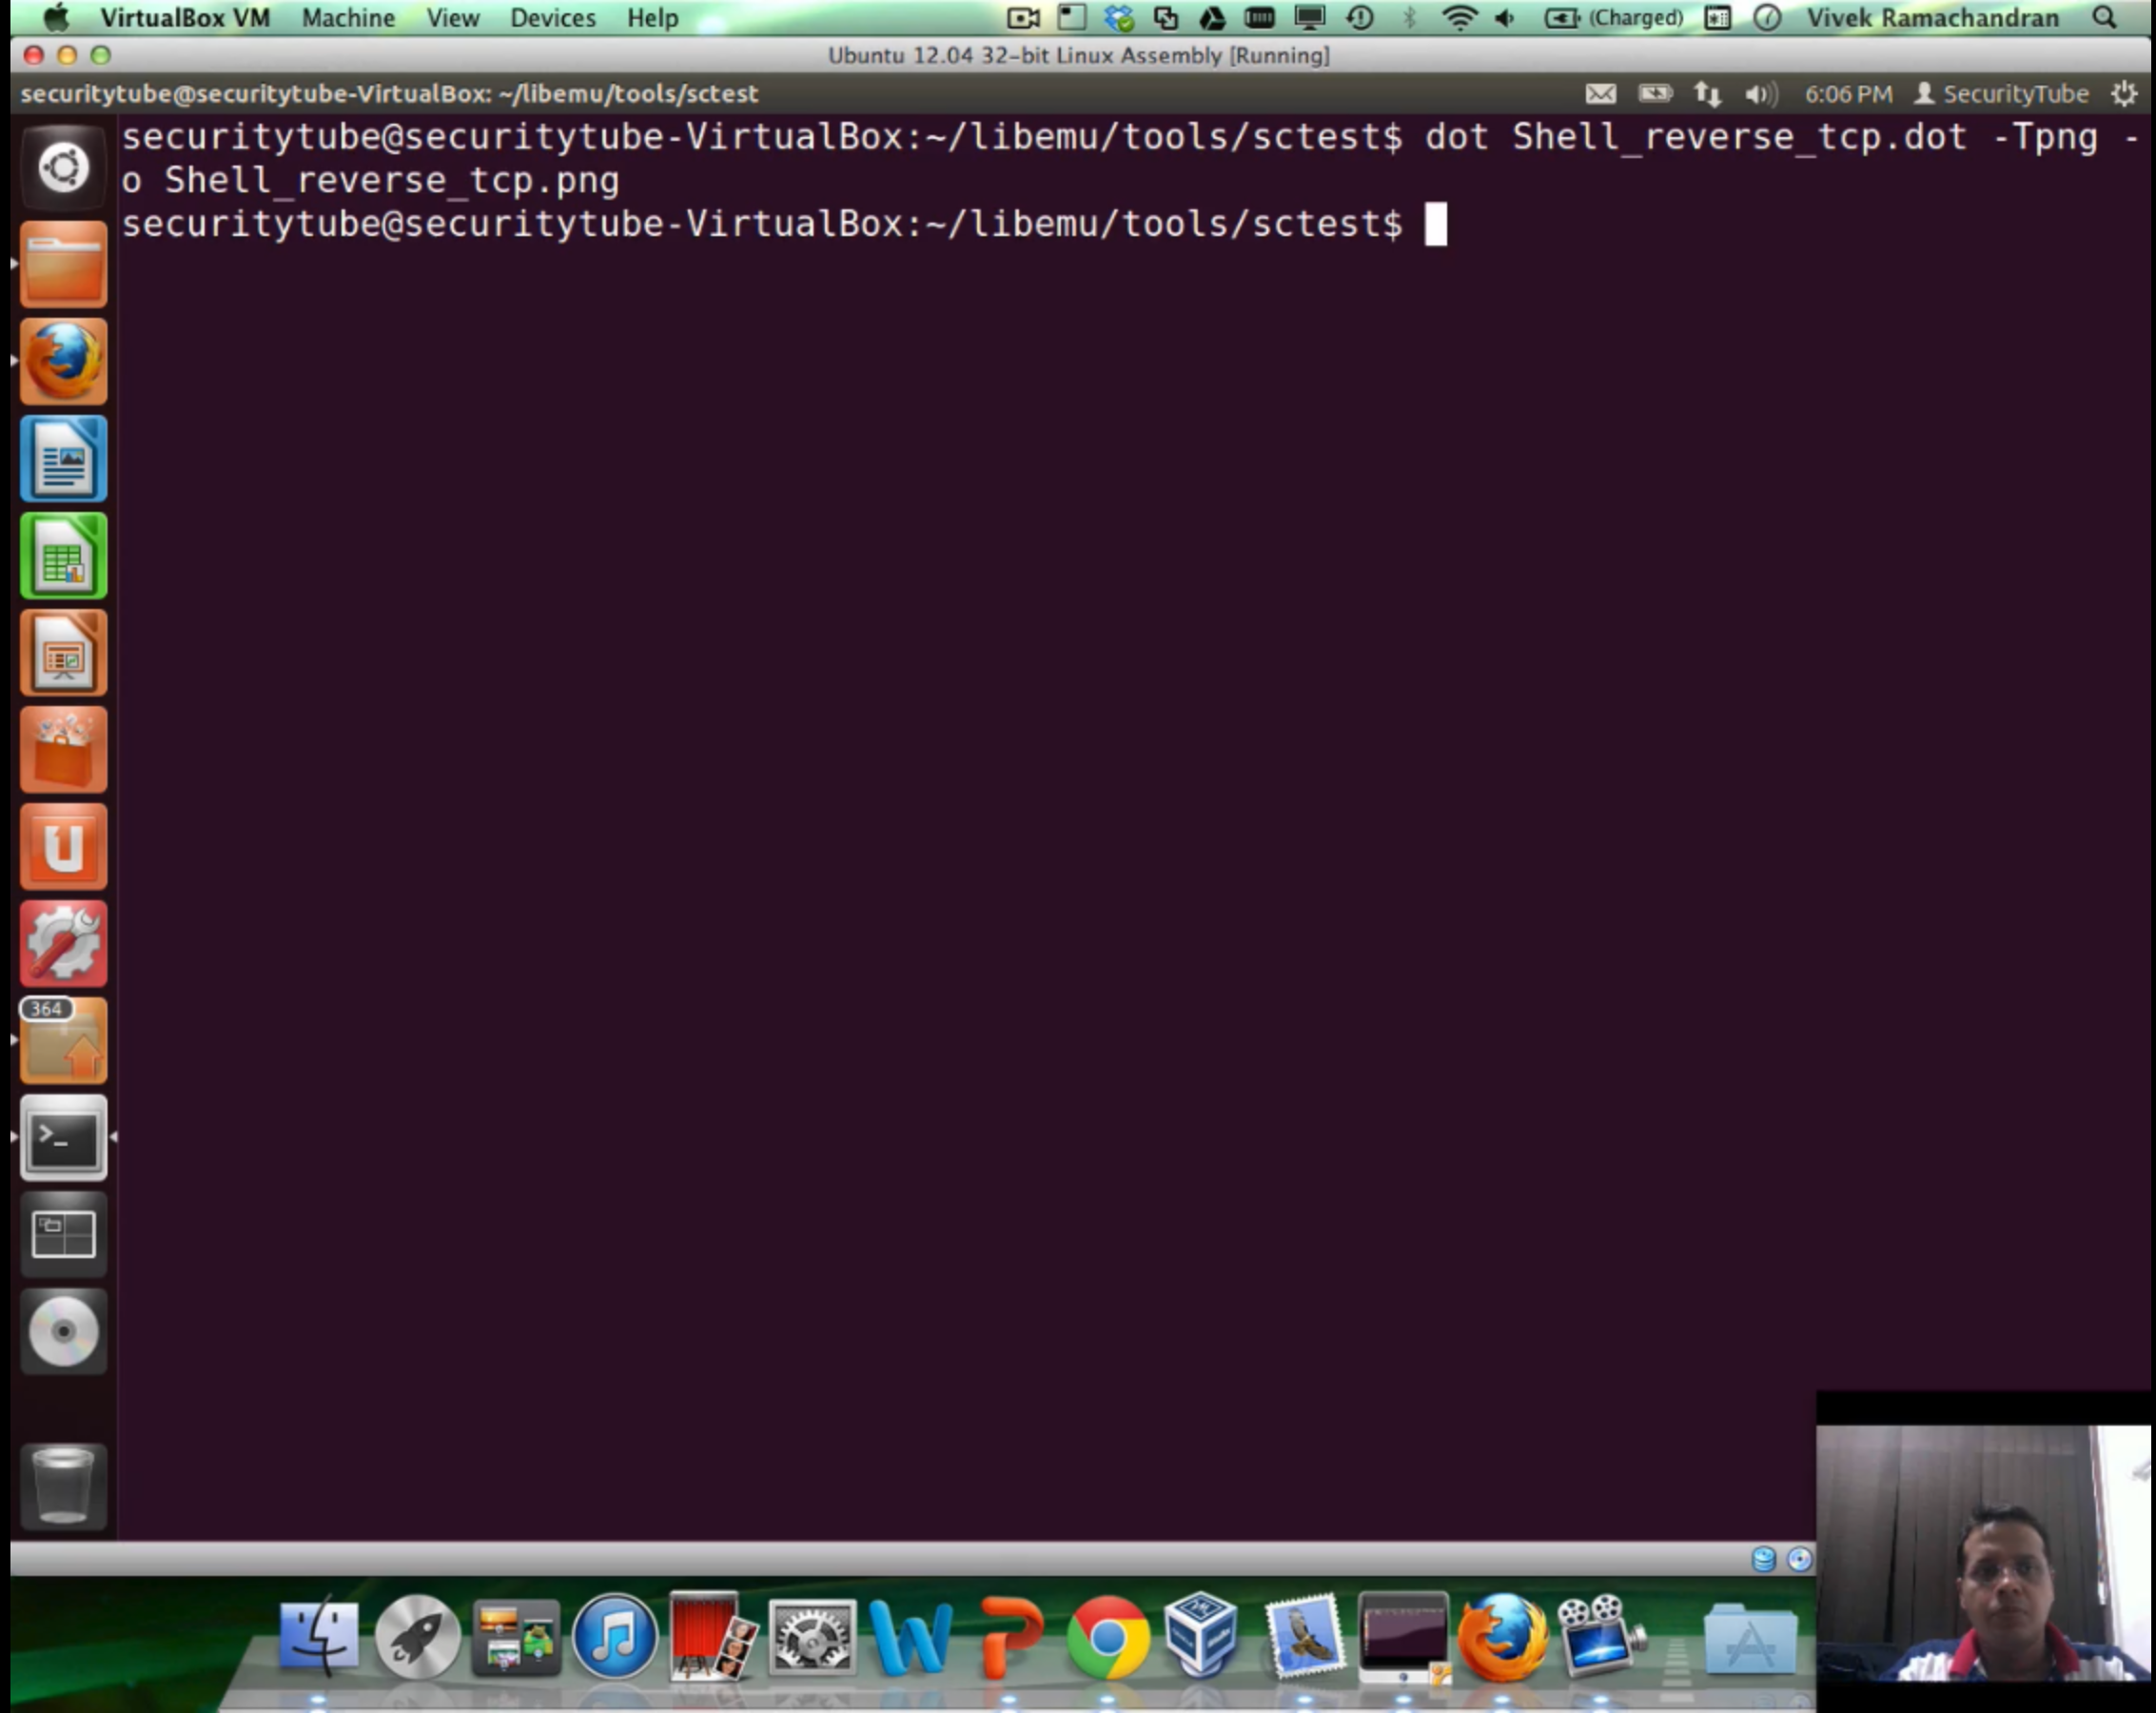 VirtualBox VM Machine View Devices Help (Charged) Vivek Ramachandran
Ubuntu 12.04 32-bit Linux Assembly [Running]
securitytube@securitytube-VirtualBox: ~/libemu/tools/sctest 6:06 PM SecurityTube
securitytube@securitytube-VirtualBox:~/libemu/tools/sctest$ dot Shell_reverse_tcp.dot -Tpng -
o Shell_reverse_tcp.png
securitytube@securitytube-VirtualBox:~/libemu/tools/sctest$
364